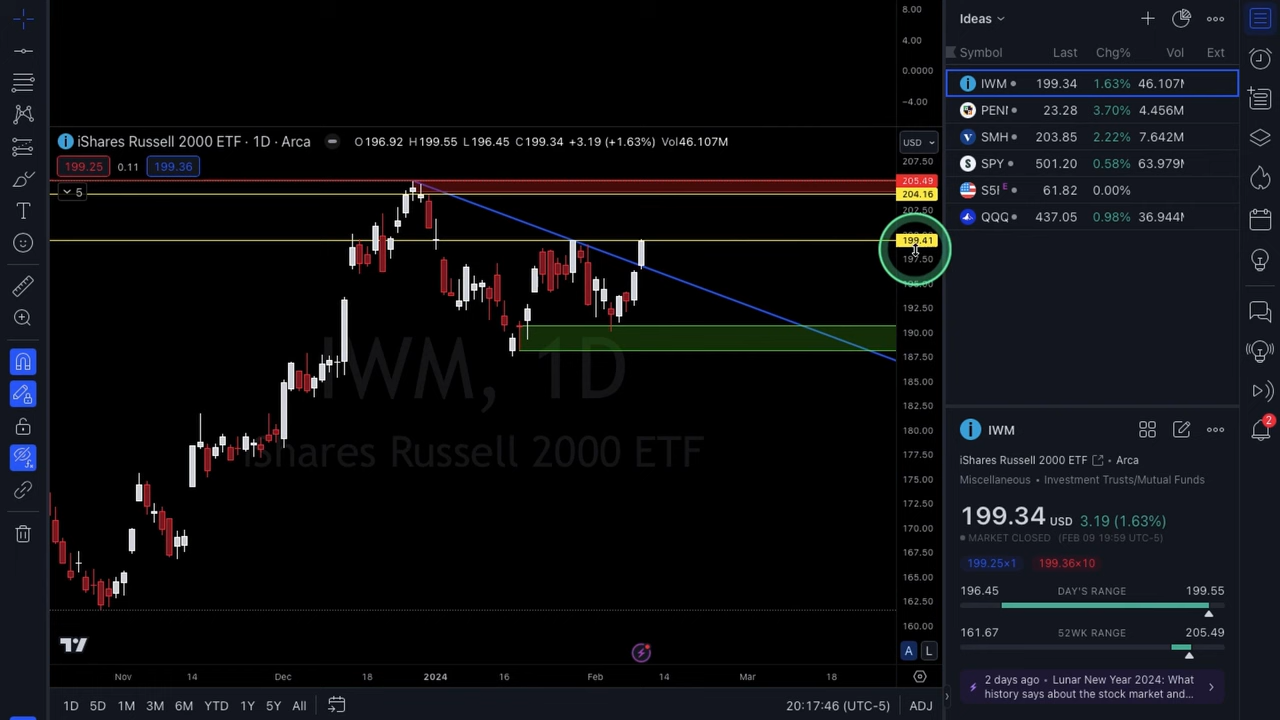 8.00
4.00
0.0000
−4.00
iShares Russell 2000 ETF · 1D · Arca O196.92 H199.55 L196.45 C199.34 +3.19 (+1.63%) Vol46.107M
USD
199.25 0.11 199.36
5
207.50
205.49
204.16
202.50
199.41
197.50
195.00
192.50
190.00
187.50
185.00
182.50
180.00
177.50
175.00
172.50
170.00
167.50
165.00
162.50
160.00
IWM, 1D
iShares Russell 2000 ETF
A L
Nov 14 Dec 18 2024 16 Feb 14 Mar 18
1D 5D 1M 3M 6M YTD 1Y 5Y All 20:17:46 (UTC-5) ADJ
Ideas
Symbol Last Chg% Vol Ext
IWM 199.34 1.63% 46.107M
PENI 23.28 3.70% 4.456M
SMH 203.85 2.22% 7.642M
SPY 501.20 0.58% 63.979M
S5I E 61.82 0.00%
QQQ 437.05 0.98% 36.944M
IWM
iShares Russell 2000 ETF • Arca
Miscellaneous • Investment Trusts/Mutual Funds
199.34 USD 3.19 (1.63%)
MARKET CLOSED (FEB 09 19:59 UTC-5)
199.25×1 199.36×10
196.45 DAY'S RANGE 199.55
161.67 52WK RANGE 205.49
2 days ago • Lunar New Year 2024: What
history says about the stock market and...
2